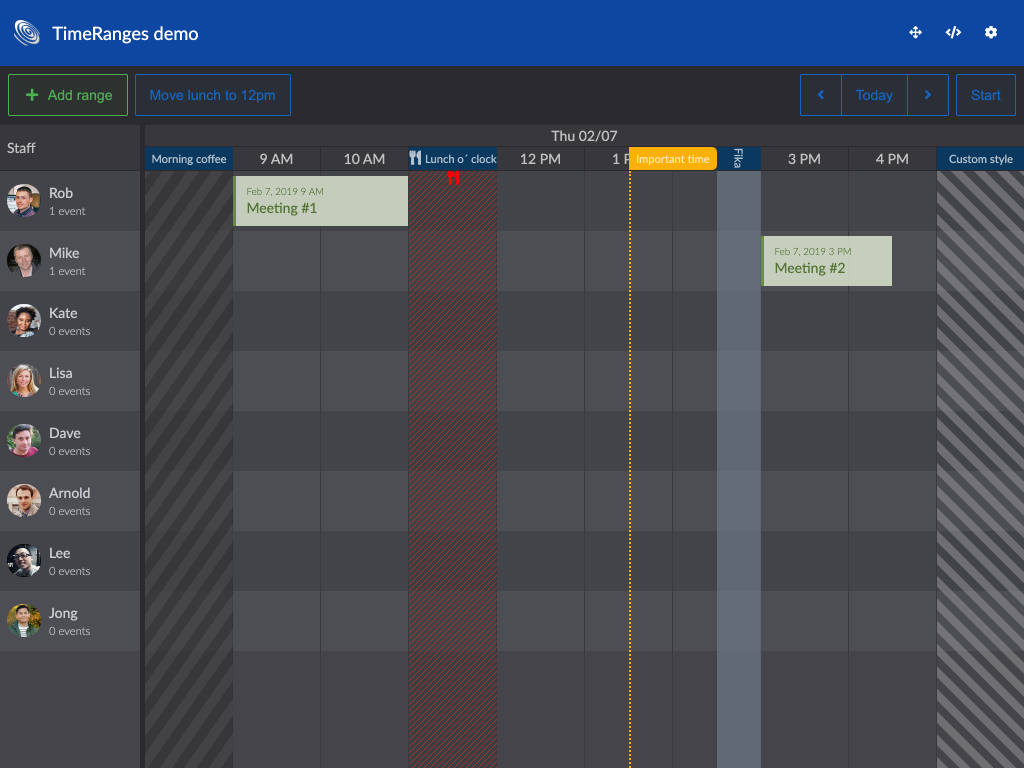 TimeRanges demo
Add range
Move lunch to 12pm
Today
Start
Staff
Thu 02/07
Morning coffee
9 AM
10 AM
Lunch o´ clock
12 PM
1 P
Important time
Fika
3 PM
4 PM
Custom style
Rob
1 event
Feb 7, 2019 9 AM
Meeting #1
Mike
1 event
Feb 7, 2019 3 PM
Meeting #2
Kate
0 events
Lisa
0 events
Dave
0 events
Arnold
0 events
Lee
0 events
Jong
0 events